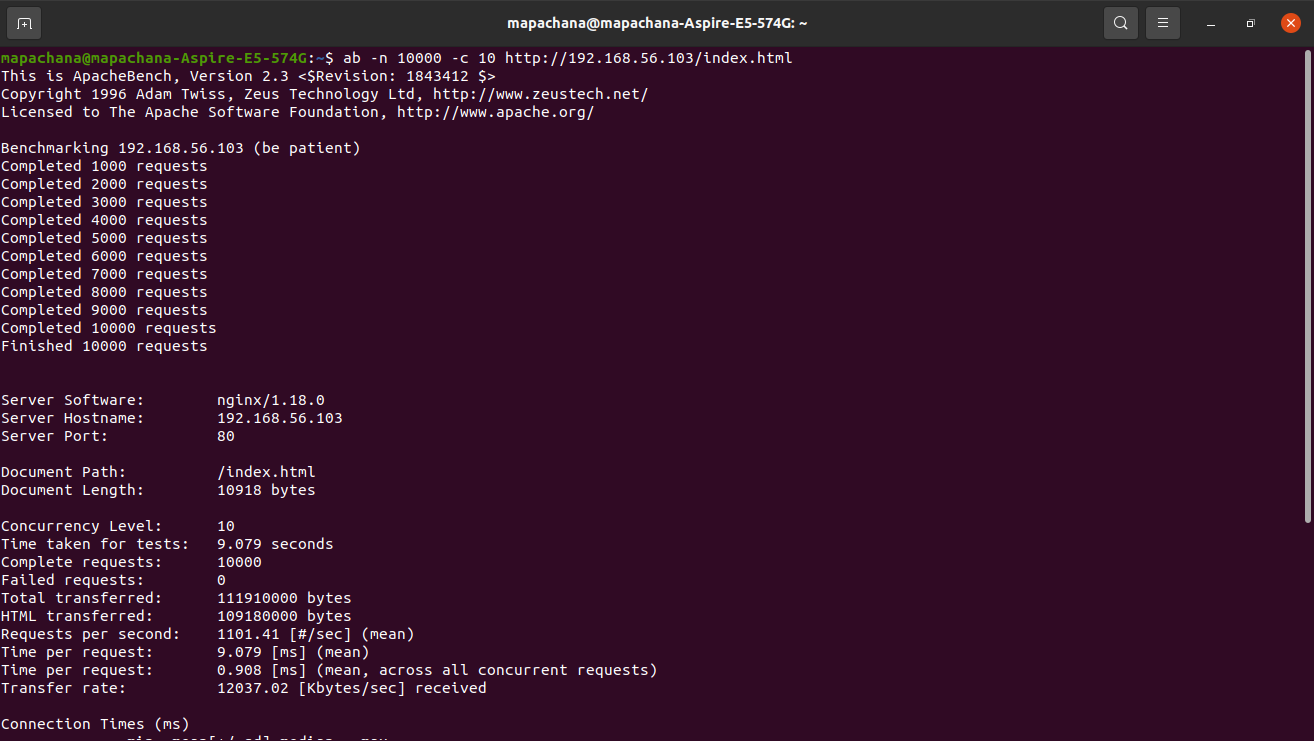 mapachana@mapachana-Aspire-E5-574G: ~
mapachana@mapachana-Aspire-E5-574G:~$ ab -n 10000 -c 10 http://192.168.56.103/index.html
This is ApacheBench, Version 2.3 <$Revision: 1843412 $>
Copyright 1996 Adam Twiss, Zeus Technology Ltd, http://www.zeustech.net/
Licensed to The Apache Software Foundation, http://www.apache.org/

Benchmarking 192.168.56.103 (be patient)
Completed 1000 requests
Completed 2000 requests
Completed 3000 requests
Completed 4000 requests
Completed 5000 requests
Completed 6000 requests
Completed 7000 requests
Completed 8000 requests
Completed 9000 requests
Completed 10000 requests
Finished 10000 requests

Server Software:        nginx/1.18.0
Server Hostname:        192.168.56.103
Server Port:            80

Document Path:          /index.html
Document Length:        10918 bytes

Concurrency Level:      10
Time taken for tests:   9.079 seconds
Complete requests:      10000
Failed requests:        0
Total transferred:      111910000 bytes
HTML transferred:       109180000 bytes
Requests per second:    1101.41 [#/sec] (mean)
Time per request:       9.079 [ms] (mean)
Time per request:       0.908 [ms] (mean, across all concurrent requests)
Transfer rate:          12037.02 [Kbytes/sec] received

Connection Times (ms)